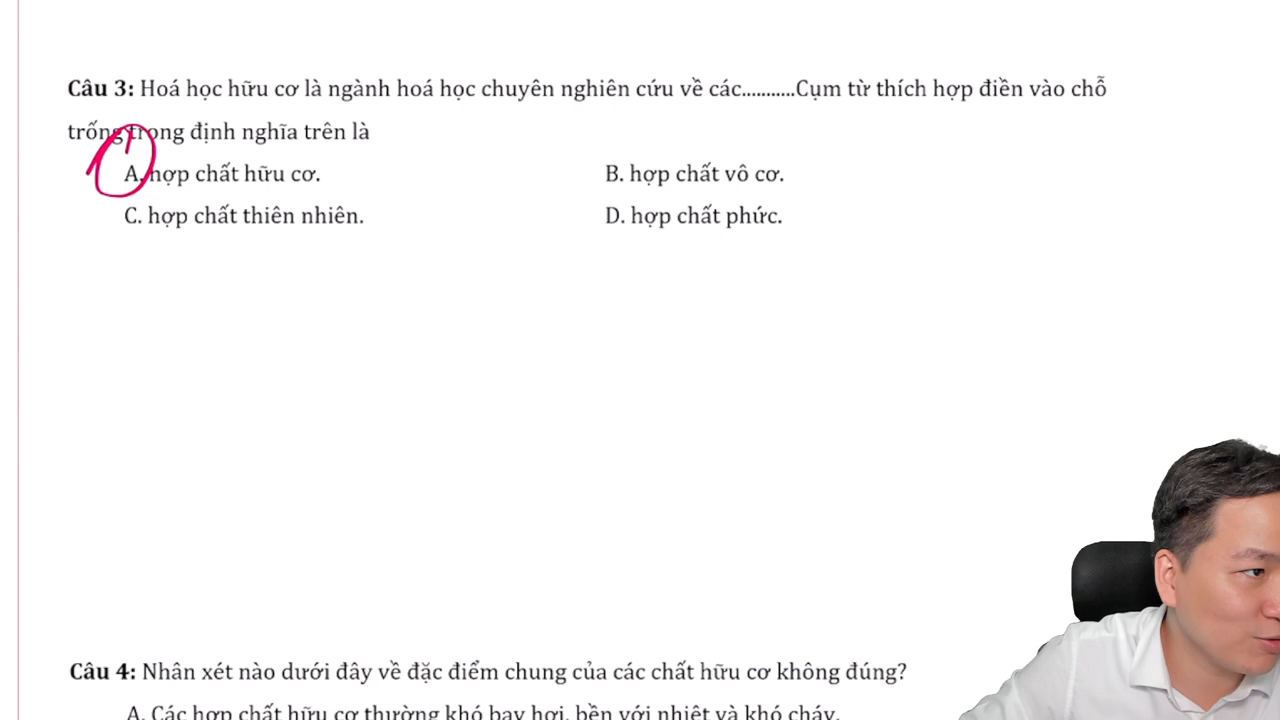 Câu 3: Hoá học hữu cơ là ngành hoá học chuyên nghiên cứu về các...........Cụm từ thích hợp điền vào chỗ
trống trong định nghĩa trên là
A. hợp chất hữu cơ. B. hợp chất vô cơ.
C. hợp chất thiên nhiên. D. hợp chất phức.
Câu 4: Nhận xét nào dưới đây về đặc điểm chung của các chất hữu cơ không đúng?
A. Các hợp chất hữu cơ thường khó bay hơi, bền với nhiệt và khó cháy.